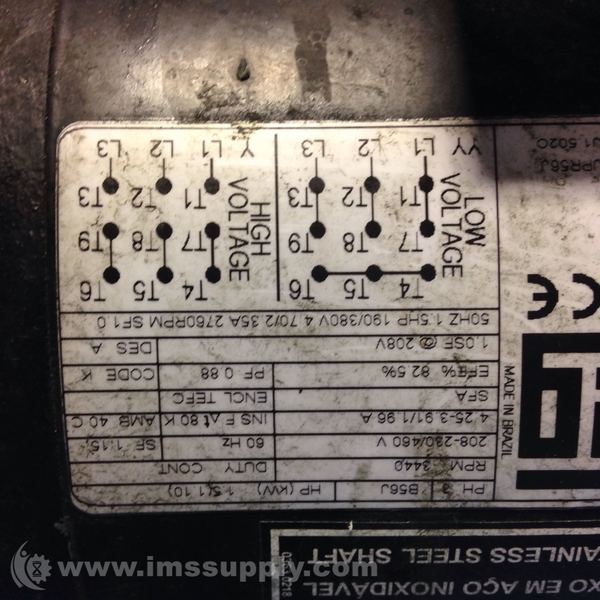 EIXO EM AÇO INOXIDÁVEL
STAINLESS STEEL SHAFT
MADE IN BRAZIL
CE
PH 3 B56J HP (kW) 1.5(1.10)
RPM 3440 DUTY CONT
208-230/460 V 60 Hz SF 1.15
4.25-3.91/1.96 A INS F Δt 80 K AMB 40 C
SFA ENCL TEFC
EFF% 82.5% PF 0.88 CODE K
1.0SF @ 208V DES A
50HZ 1.5HP 190/380V 4.70/2.35A 2760RPM SF1.0
T4 T5 T6 T4 T5 T6
T7 T8 T9 T7 T8 T9
T1 T2 T3 T1 T2 T3
YY L1 L2 L3 Y L1 L2 L3
LOW VOLTAGE
HIGH VOLTAGE
www.imssupply.com